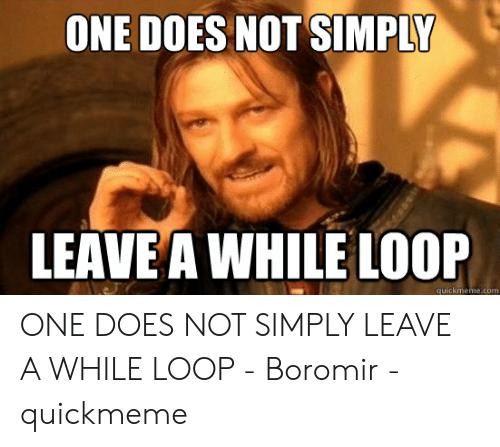 ONE DOES NOT SIMPLY
LEAVE A WHILE LOOP
quickmeme.com
ONE DOES NOT SIMPLY LEAVE
A WHILE LOOP - Boromir -
quickmeme